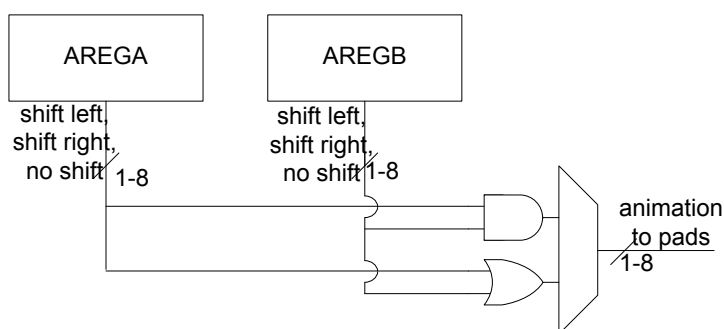 AREGA
AREGB
shift left,
shift right,
no shift
1-8
shift left,
shift right,
no shift
1-8
animation
to pads
1-8